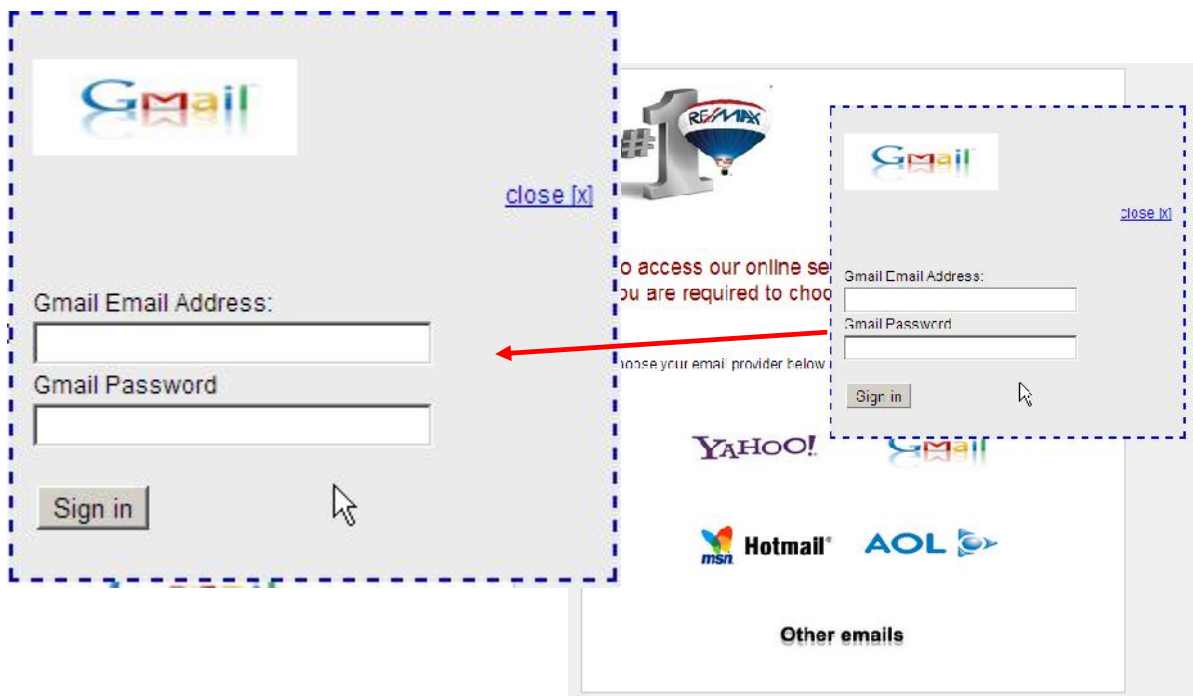 Gmail
close [x]
Gmail Email Address:
Gmail Password
Sign in
#1
RE/MAX
o access our online se
ou are required to choo
oose your email provider below
Gmail
close [x]
Gmail Email Address:
Gmail Password
Sign in
YAHOO!
Gmail
msn Hotmail
AOL
Other emails